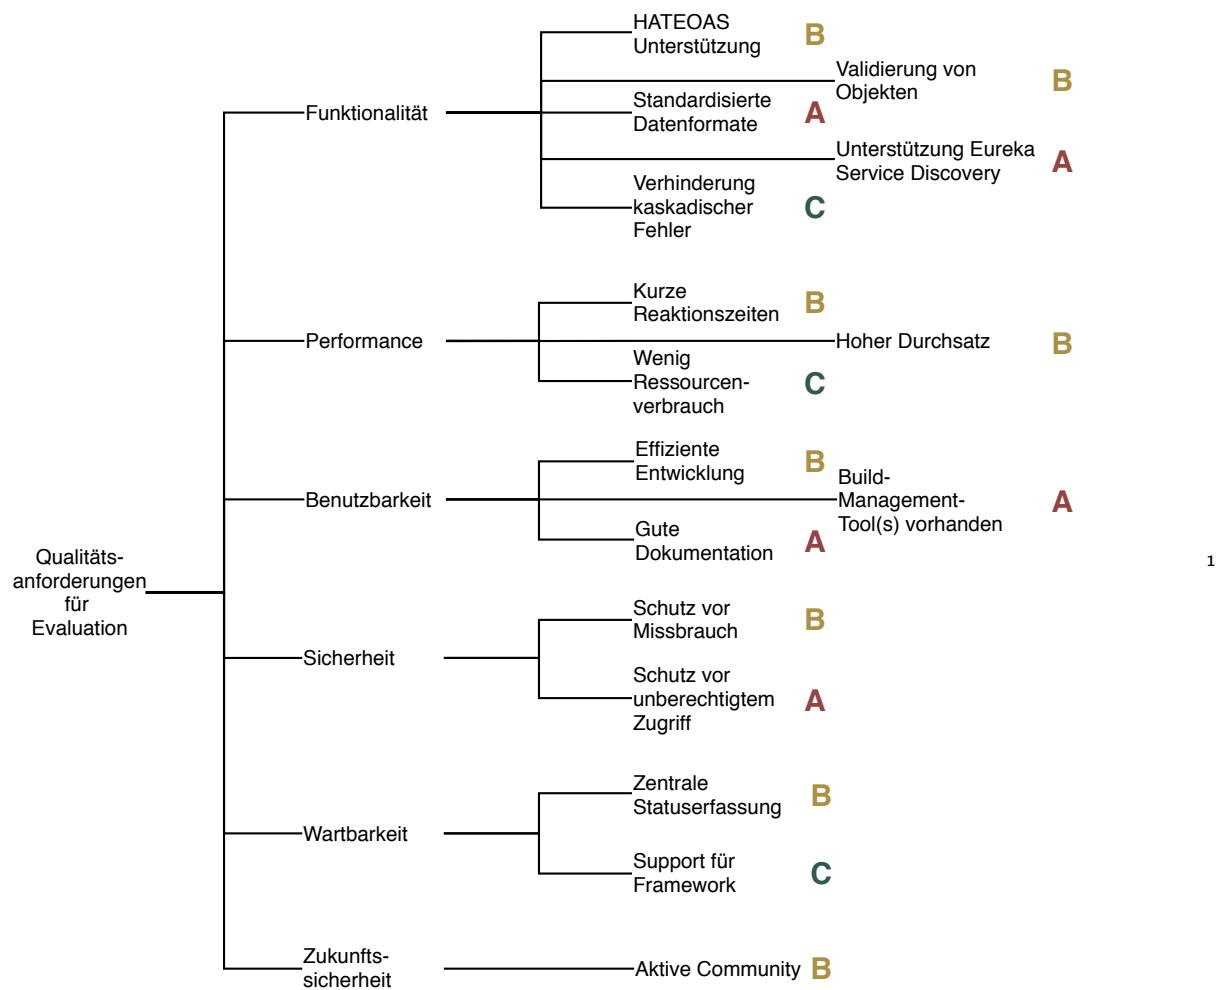 Qualitäts-
anforderungen
für
Evaluation
Funktionalität
HATEOAS
Unterstützung
B
Validierung von
Objekten
B
Standardisierte
Datenformate
A
Unterstützung Eureka
Service Discovery
A
Verhinderung
kaskadischer
Fehler
C
Performance
Kurze
Reaktionszeiten
B
Hoher Durchsatz
B
Wenig
Ressourcen-
verbrauch
C
Benutzbarkeit
Effiziente
Entwicklung
B
Build-
Management-
Tool(s) vorhanden
A
Gute
Dokumentation
A
Sicherheit
Schutz vor
Missbrauch
B
Schutz vor
unberechtigtem
Zugriff
A
Wartbarkeit
Zentrale
Statuserfassung
B
Support für
Framework
C
Zukunfts-
sicherheit
Aktive Community
B
1